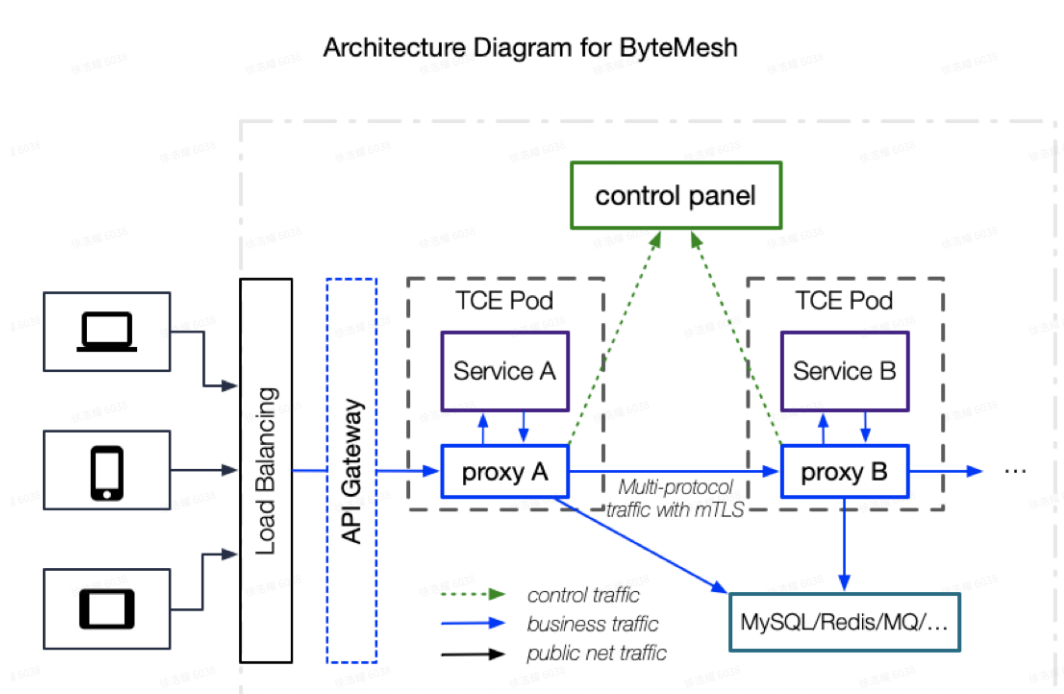 Architecture Diagram for ByteMesh
control panel
TCE Pod
TCE Pod
Service A
Service B
Load Balancing
API Gateway
proxy A
proxy B
...
Multi-protocol
traffic with mTLS
control traffic
business traffic
public net traffic
MySQL/Redis/MQ/...